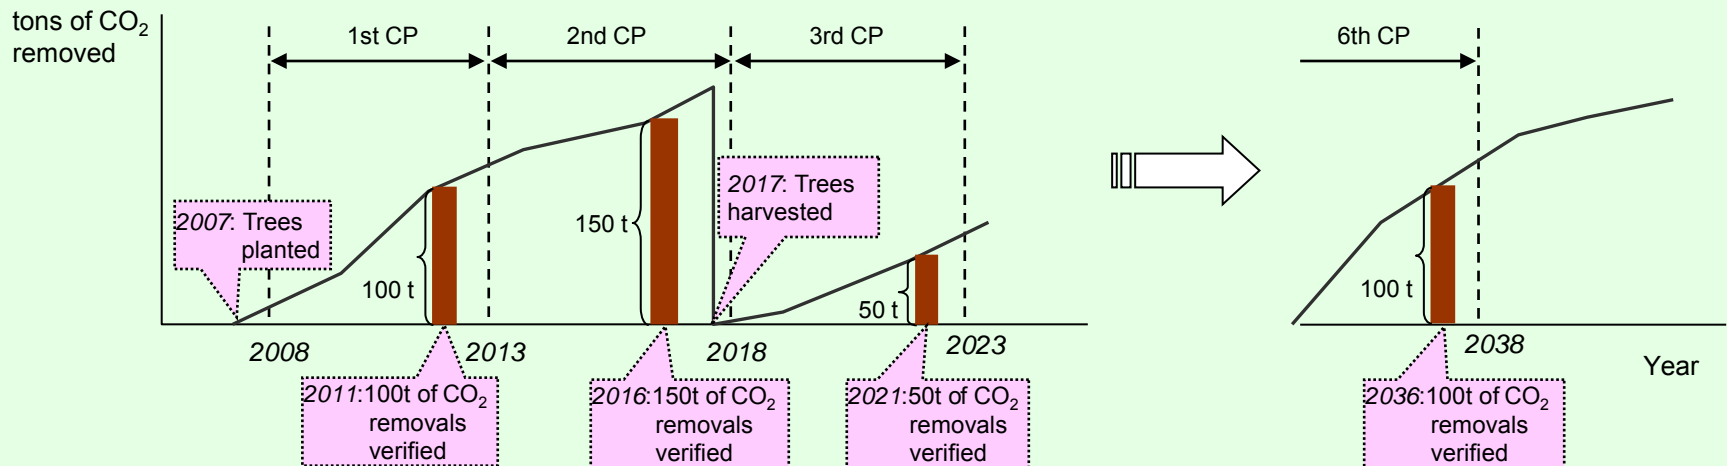 tons of CO₂
removed
1st CP
2nd CP
3rd CP
6th CP
2007: Trees
planted
100 t
150 t
2017: Trees
harvested
50 t
100 t
2008
2013
2018
2023
2038
Year
2011:100t of CO₂
removals
verified
2016:150t of CO₂
removals
verified
2021:50t of CO₂
removals
verified
2036:100t of CO₂
removals
verified